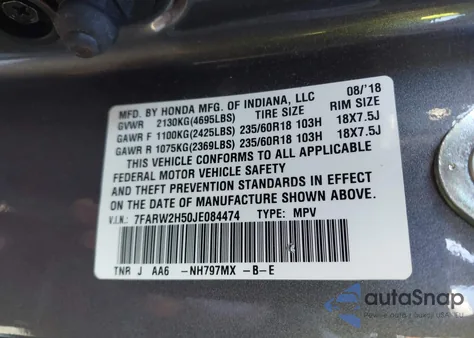 MFD. BY HONDA MFG. OF INDIANA, LLC 08/'18
GVWR 2130KG(4695LBS) TIRE SIZE RIM SIZE
GAWR F 1100KG(2425LBS) 235/60R18 103H 18X7.5J
GAWR R 1075KG(2369LBS) 235/60R18 103H 18X7.5J
THIS VEHICLE CONFORMS TO ALL APPLICABLE
FEDERAL MOTOR VEHICLE SAFETY
AND THEFT PREVENTION STANDARDS IN EFFECT
ON THE DATE OF MANUFACTURE SHOWN ABOVE.
V.I.N.: 7FARW2H50JE084474 TYPE: MPV
TNR J AA6 -NH797MX -B-E
autoSnap